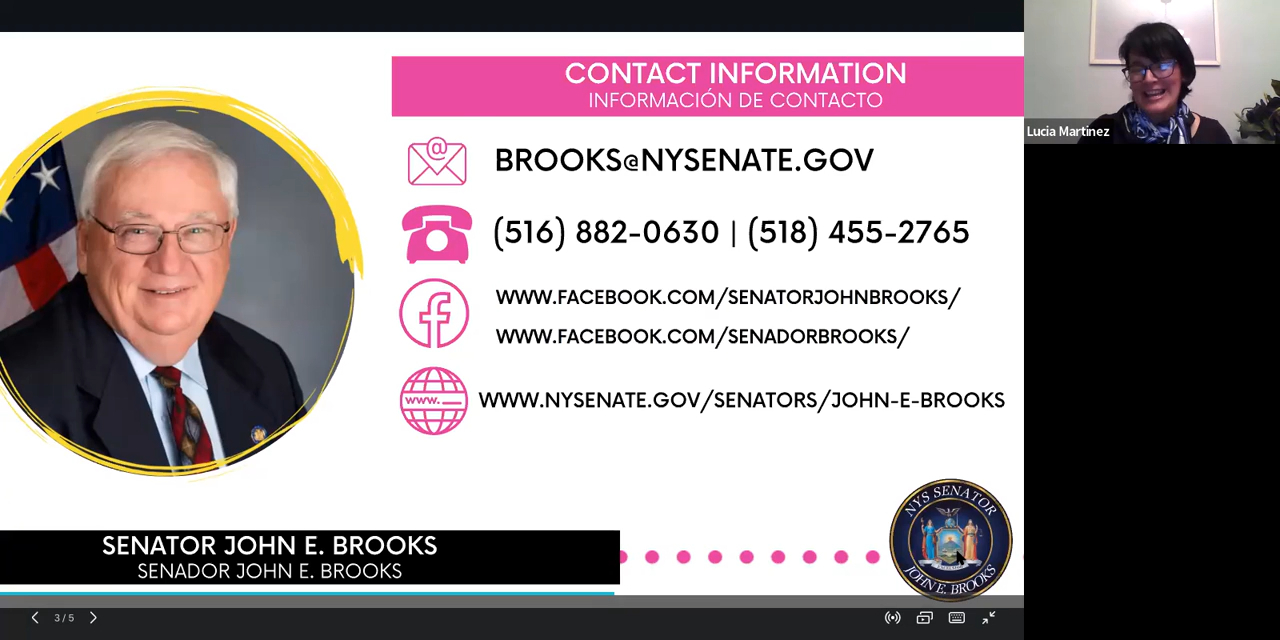 CONTACT INFORMATION
INFORMACIÓN DE CONTACTO
BROOKS@NYSENATE.GOV
(516) 882-0630 | (518) 455-2765
WWW.FACEBOOK.COM/SENATORJOHNBROOKS/
WWW.FACEBOOK.COM/SENADORBROOKS/
www.
WWW.NYSENATE.GOV/SENATORS/JOHN-E-BROOKS
SENATOR JOHN E. BROOKS
SENADOR JOHN E. BROOKS
NYS SENATOR
JOHN E. BROOKS
3 / 5
Lucia Martinez